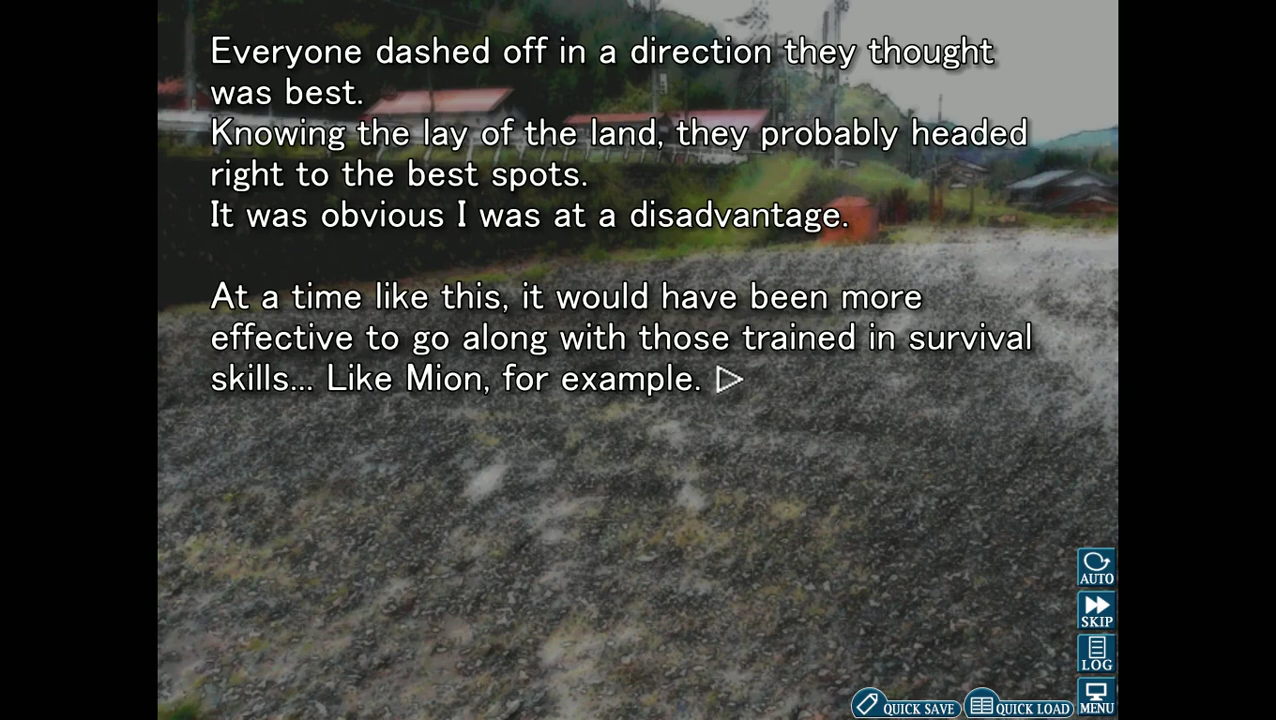 Everyone dashed off in a direction they thought
was best.
Knowing the lay of the land, they probably headed
right to the best spots.
It was obvious I was at a disadvantage.
At a time like this, it would have been more
effective to go along with those trained in survival
skills... Like Mion, for example.
AUTO
SKIP
LOG
MENU
QUICK SAVE
QUICK LOAD